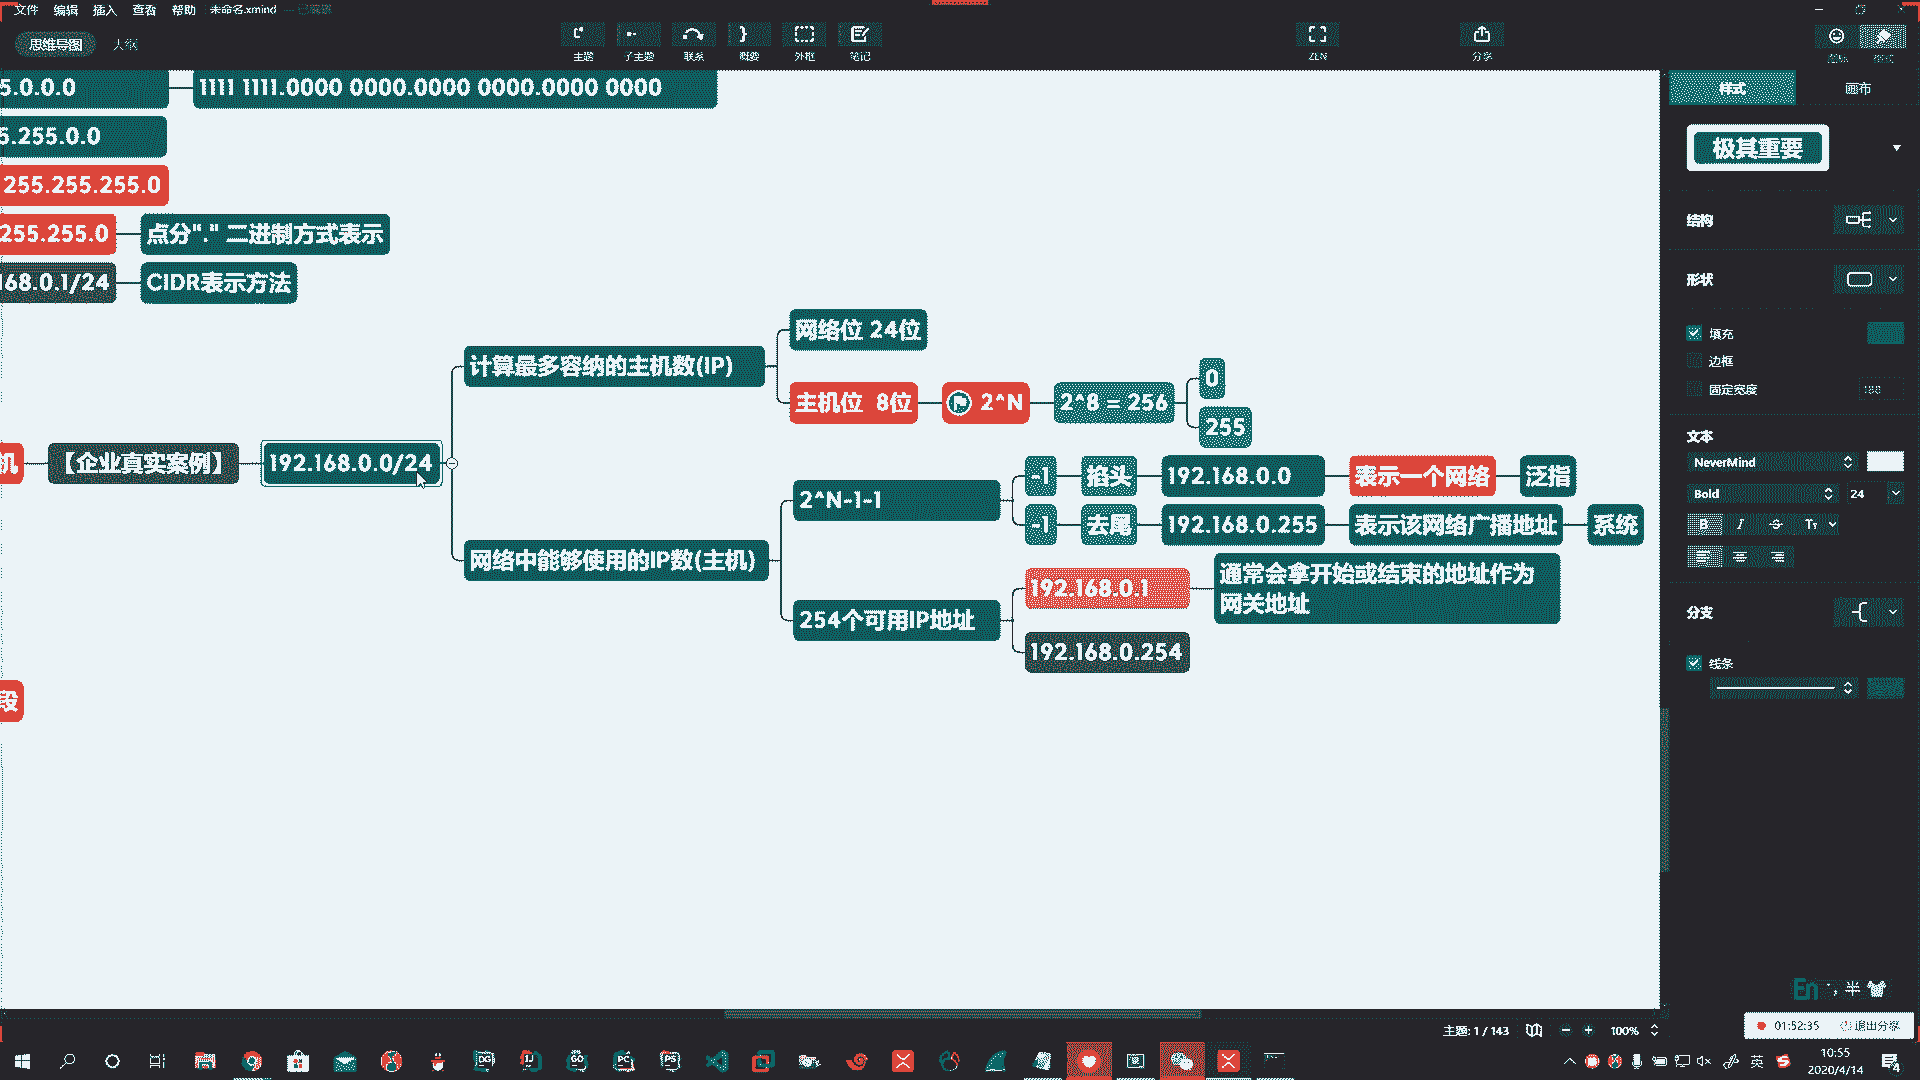 文件 编辑 插入 查看 帮助 未命名.xmind — 已编辑
思维导图 大纲
主题 子主题 联系 概要 外框 笔记 ZEN 分享
样式 画布
极其重要
结构
形状
填充
边框
固定宽度
文本
NeverMind
Bold 24
分支
线条
5.0.0.0 1111 1111.0000 0000.0000 0000.0000 0000
5.255.0.0
255.255.255.0
255.255.0 点分"." 二进制方式表示
168.0.1/24 CIDR表示方法
机 【企业真实案例】 192.168.0.0/24
计算最多容纳的主机数(IP)
网络位 24位
主机位 8位 2^N 2^8 = 256
0
255
网络中能够使用的IP数(主机)
2^N-1-1
-1 掐头 192.168.0.0 表示一个网络 泛指
-1 去尾 192.168.0.255 表示该网络广播地址 系统
254个可用IP地址
192.168.0.1 通常会拿开始或结束的地址作为
网关地址
192.168.0.254
段
En 半
主题: 1 / 143 100%
01:52:35 退出分享
DG IJ GO PC PS
英
10:55
2020/4/14